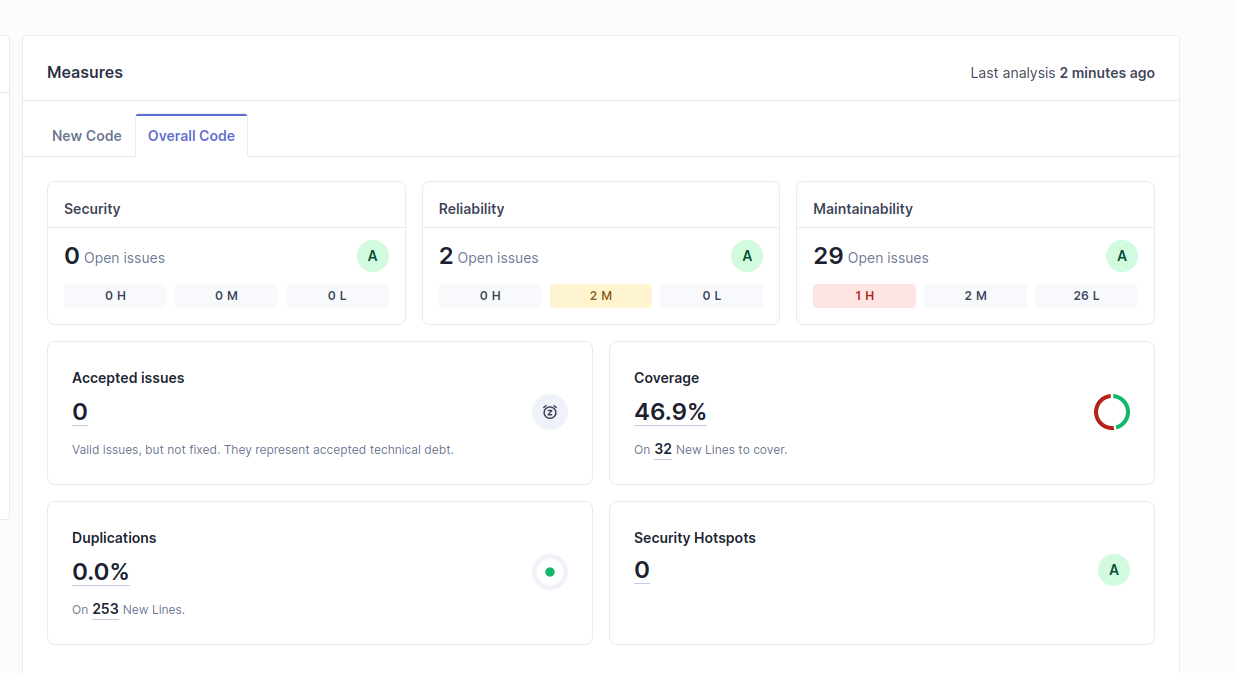 Measures
Last analysis 2 minutes ago
New Code
Overall Code
Security
0 Open issues
A
0 H
0 M
0 L
Reliability
2 Open issues
A
0 H
2 M
0 L
Maintainability
29 Open issues
A
1 H
2 M
26 L
Accepted issues
0
Valid issues, but not fixed. They represent accepted technical debt.
Coverage
46.9%
On 32 New Lines to cover.
Duplications
0.0%
On 253 New Lines.
Security Hotspots
0
A